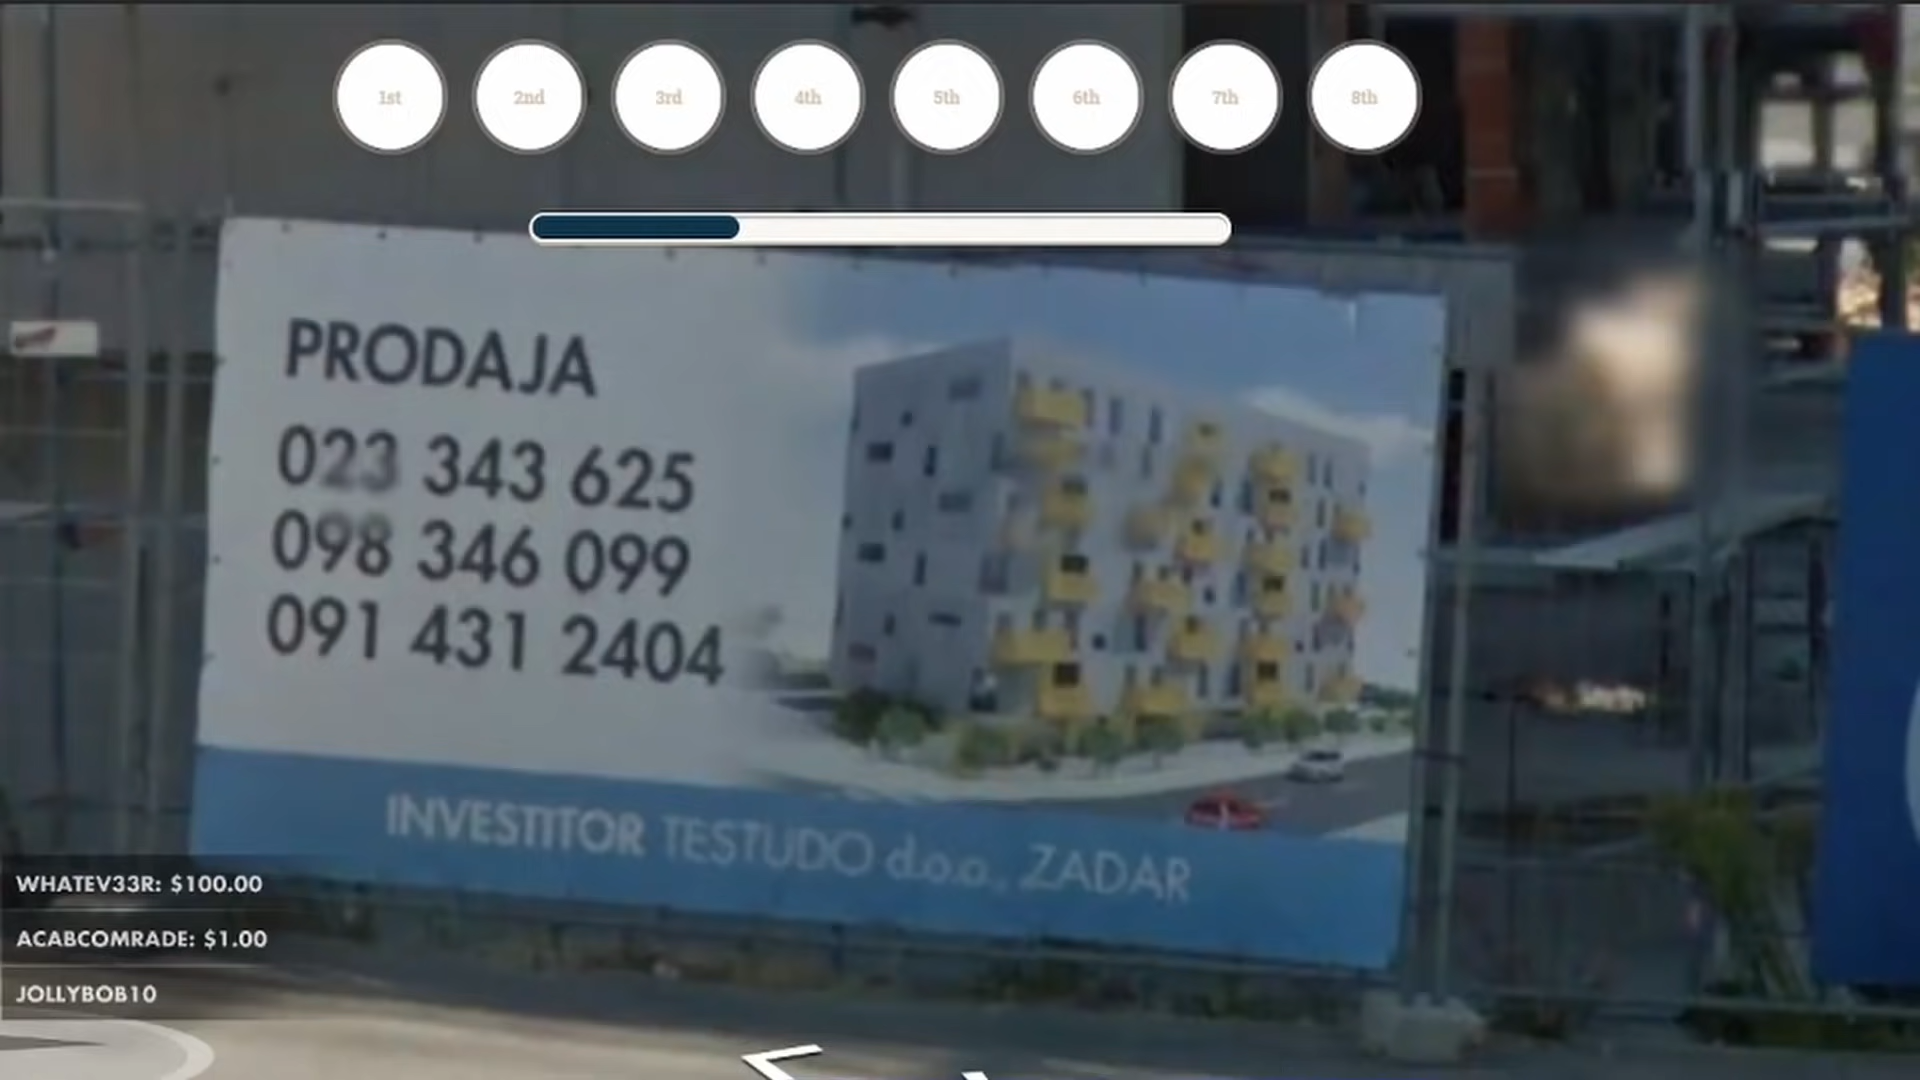 1st 2nd 3rd 4th 5th 6th 7th 8th
PRODAJA
023 343 625
098 346 099
091 431 2404
INVESTITOR TESTUDO d.o.o., ZADAR
WHATEV33R: $100.00
ACABCOMRADE: $1.00
JOLLYBOB10